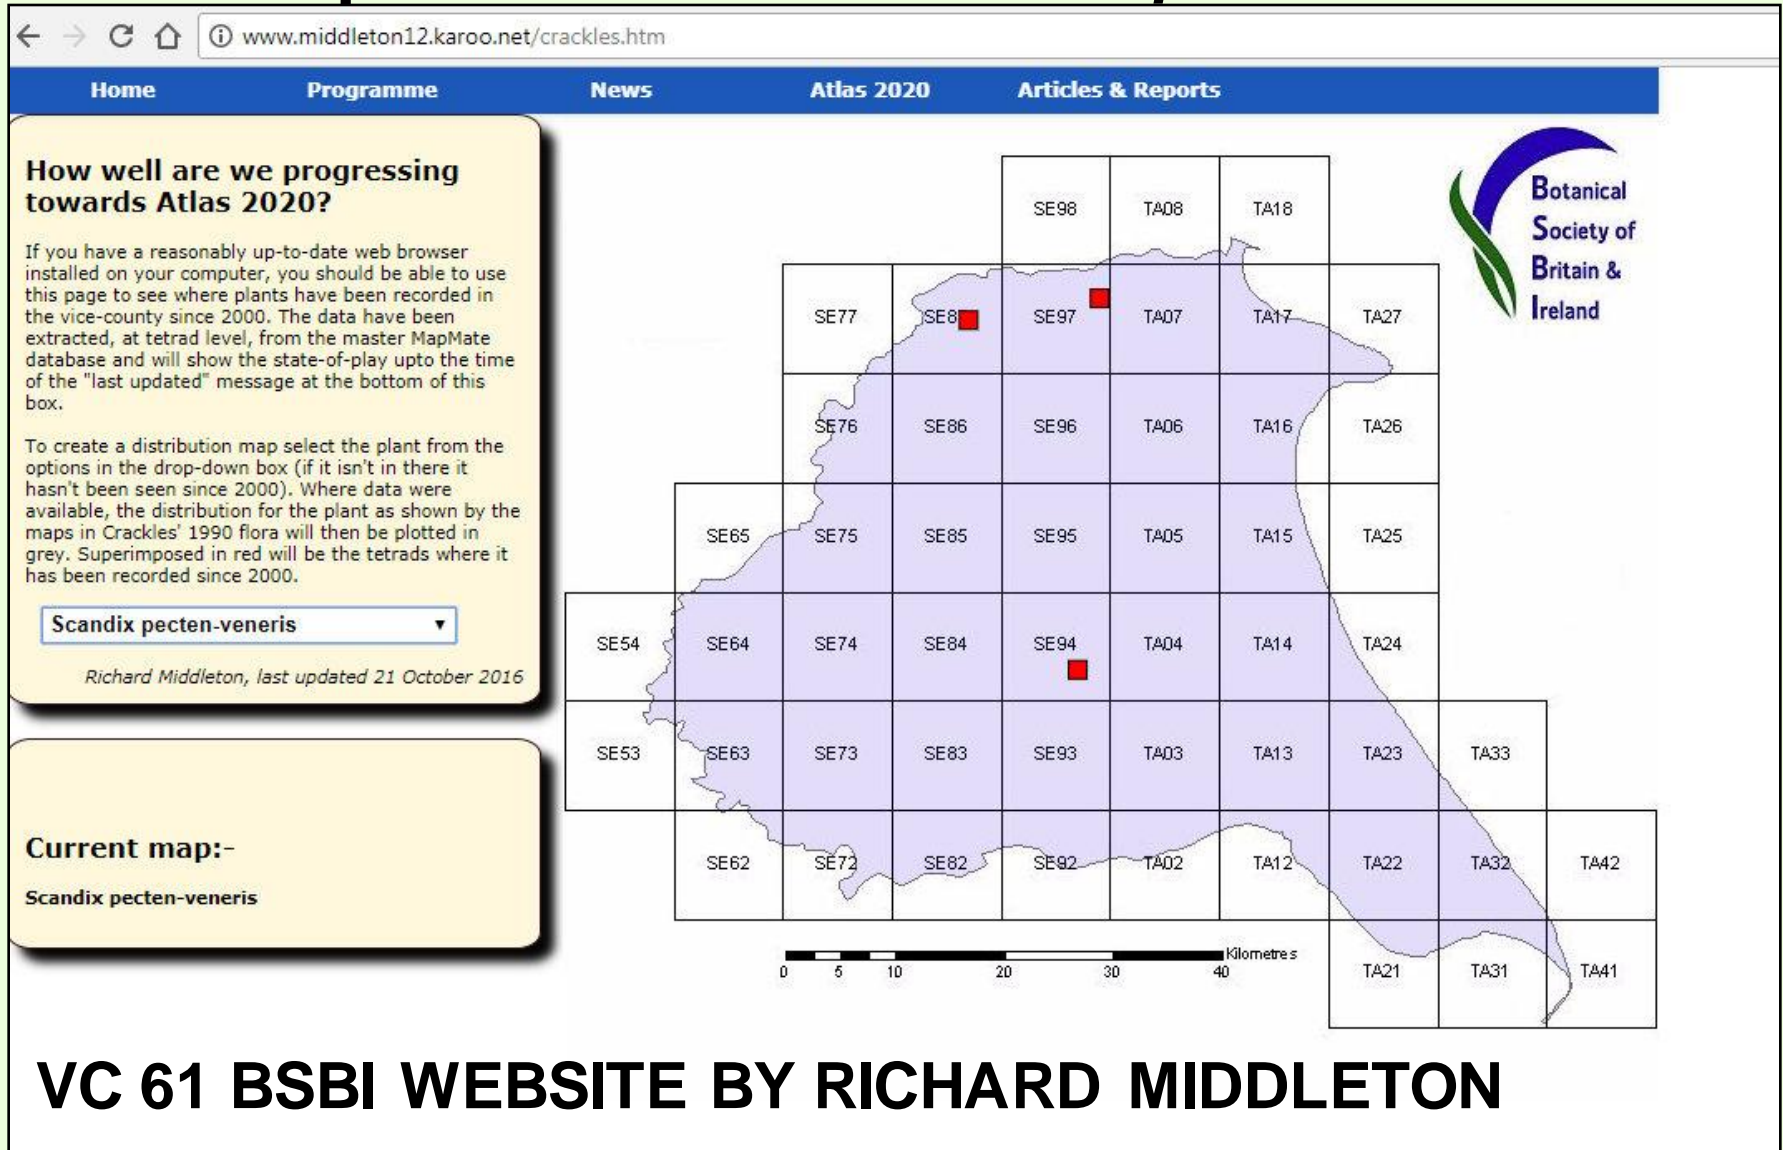 www.middleton12.karoo.net/crackles.htm
Home Programme News Atlas 2020 Articles & Reports
How well are we progressing
towards Atlas 2020?
If you have a reasonably up-to-date web browser
installed on your computer, you should be able to use
this page to see where plants have been recorded in
the vice-county since 2000. The data have been
extracted, at tetrad level, from the master MapMate
database and will show the state-of-play upto the time
of the "last updated" message at the bottom of this
box.
To create a distribution map select the plant from the
options in the drop-down box (if it isn't in there it
hasn't been seen since 2000). Where data were
available, the distribution for the plant as shown by the
maps in Crackles' 1990 flora will then be plotted in
grey. Superimposed in red will be the tetrads where it
has been recorded since 2000.
Scandix pecten-veneris
Richard Middleton, last updated 21 October 2016
Current map:-
Scandix pecten-veneris
SE98 TA08 TA18
SE77 SE8 SE97 TA07 TA17 TA27
SE76 SE86 SE96 TA06 TA16 TA26
SE65 SE75 SE85 SE95 TA05 TA15 TA25
SE54 SE64 SE74 SE84 SE94 TA04 TA14 TA24
SE53 SE63 SE73 SE83 SE93 TA03 TA13 TA23 TA33
SE62 SE72 SE82 SE92 TA02 TA12 TA22 TA32 TA42
TA21 TA31 TA41
Kilometres
0 5 10 20 30 40
Botanical
Society of
Britain &
Ireland
VC 61 BSBI WEBSITE BY RICHARD MIDDLETON